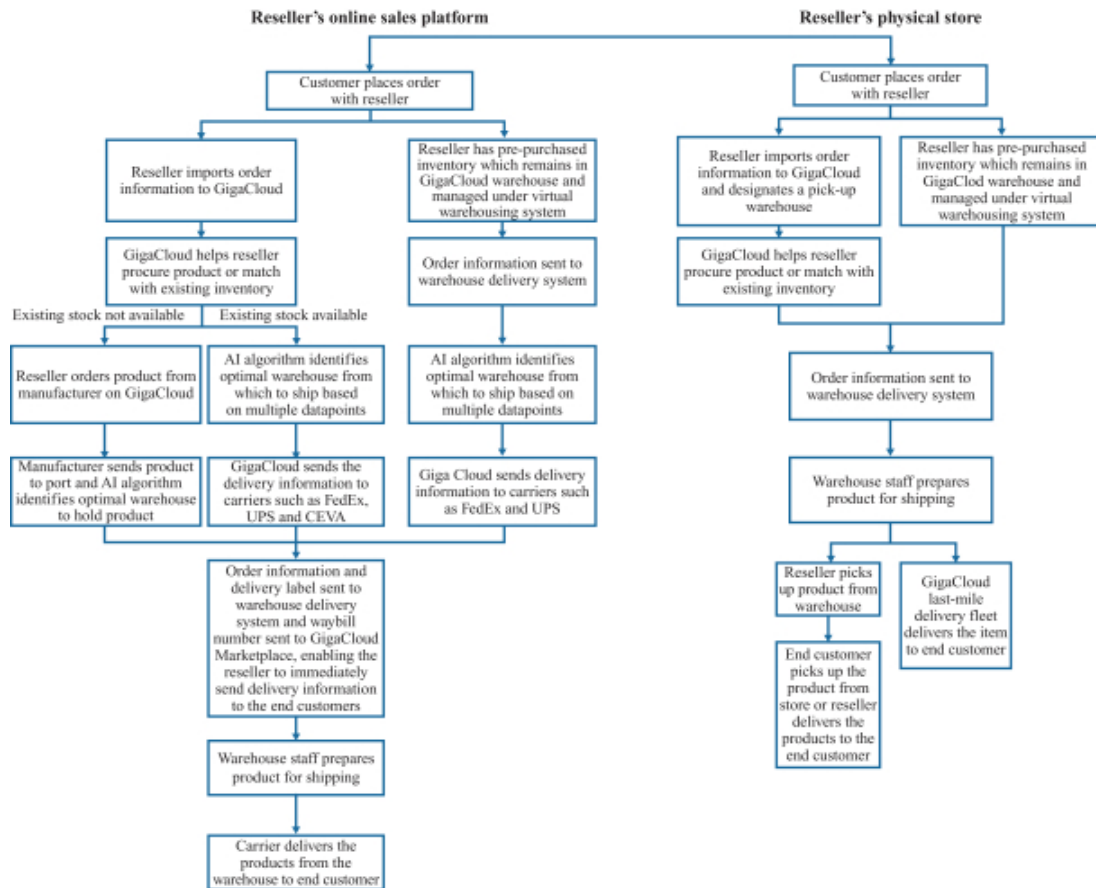 Reseller's online sales platform
Reseller's physical store
Customer places order
with reseller
Customer places order
with reseller
Reseller imports order
information to GigaCloud
Reseller has pre-purchased
inventory which remains in
GigaCloud warehouse and
managed under virtual
warehousing system
Reseller imports order
information to GigaCloud
and designates a pick-up
warehouse
Reseller has pre-purchased
inventory which remains in
GigaClod warehouse and
managed under virtual
warehousing system
GigaCloud helps reseller
procure product or match
with existing inventory
Order information sent to
warehouse delivery system
GigaCloud helps reseller
procure product or match with
existing inventory
Existing stock not available
Existing stock available
Reseller orders product from
manufacturer on GigaCloud
AI algorithm identifies
optimal warehouse from
which to ship based
on multiple datapoints
AI algorithm identifies
optimal warehouse from
which to ship based on
multiple datapoints
Order information sent to
warehouse delivery system
Manufacturer sends product
to port and AI algorithm
identifies optimal warehouse
to hold product
GigaCloud sends the
delivery information to
carriers such as FedEx,
UPS and CEVA
Giga Cloud sends delivery
information to carriers such
as FedEx and UPS
Warehouse staff prepares
product for shipping
Order information and
delivery label sent to
warehouse delivery
system and waybill
number sent to GigaCloud
Marketplace, enabling the
reseller to immediately
send delivery information
to the end customers
Reseller picks
up product from
warehouse
GigaCloud
last-mile
delivery fleet
delivers the item
to end customer
End customer
picks up the
product from
store or reseller
delivers the
products to the
end customer
Warehouse staff prepares
product for shipping
Carrier delivers the
products from the
warehouse to end customer